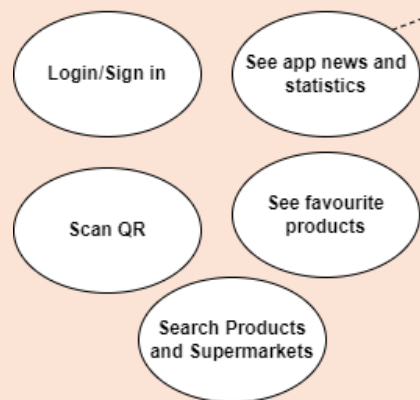 Login/Sign in
See app news and
statistics
Scan QR
See favourite
products
Search Products
and Supermarkets